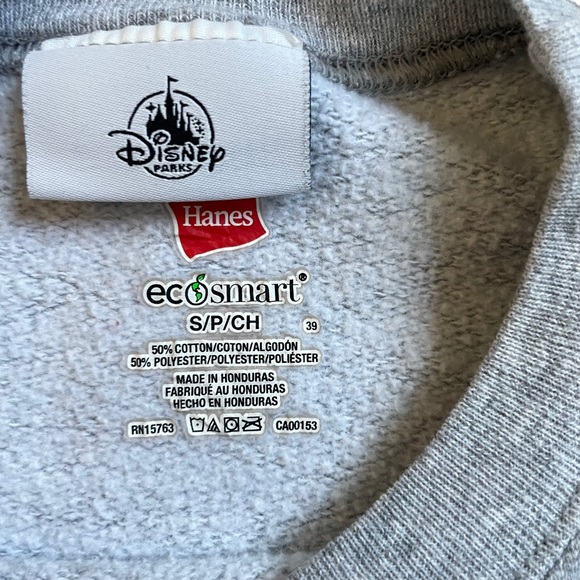 Disney
PARKS
Hanes
ecosmart®
S/P/CH 39
50% COTTON/COTON/ALGODÓN
50% POLYESTER/POLYESTER/POLIÉSTER
MADE IN HONDURAS
FABRIQUÉ AU HONDURAS
HECHO EN HONDURAS
RN15763 CA00153